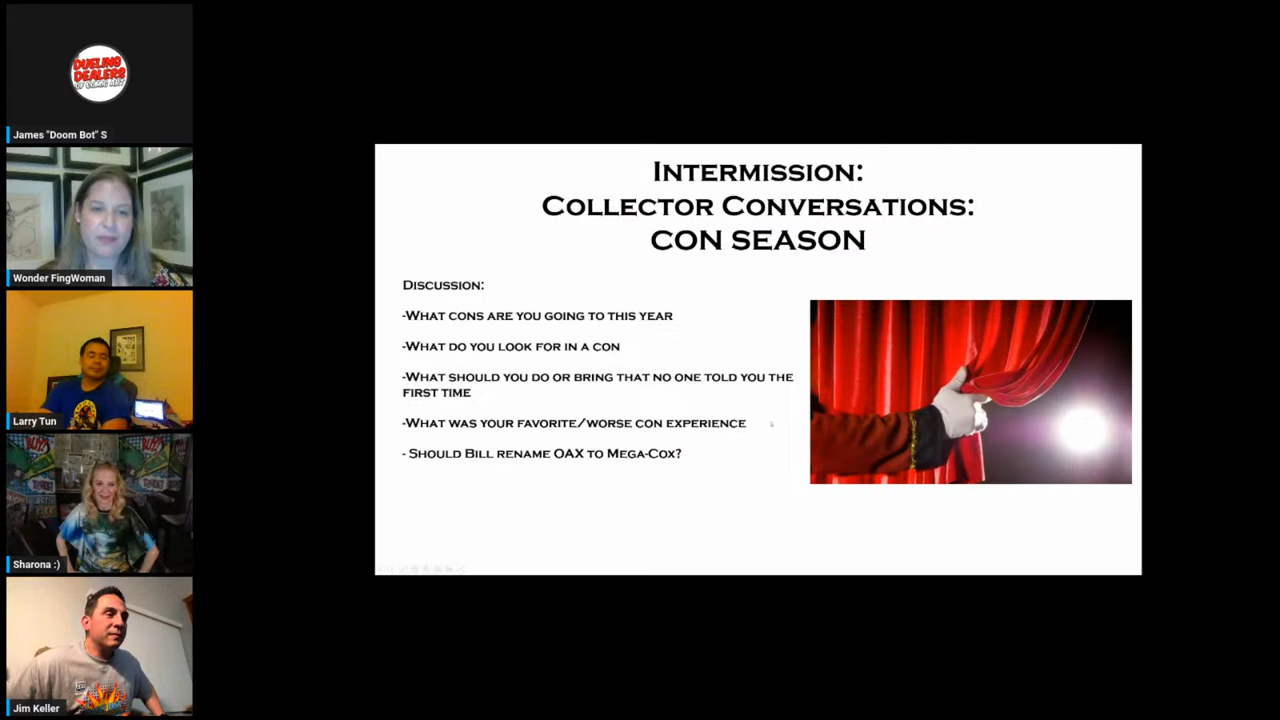 DUELING
DEALERS
OF COMIC ART
James "Doom Bot" S
Wonder FingWoman
Larry Tun
Sharona :)
Jim Keller
Intermission:
Collector Conversations:
CON SEASON
Discussion:
-What cons are you going to this year
-What do you look for in a con
-What should you do or bring that no one told you the
first time
-What was your favorite/worse con experience
- Should Bill rename OAX to Mega-Cox?